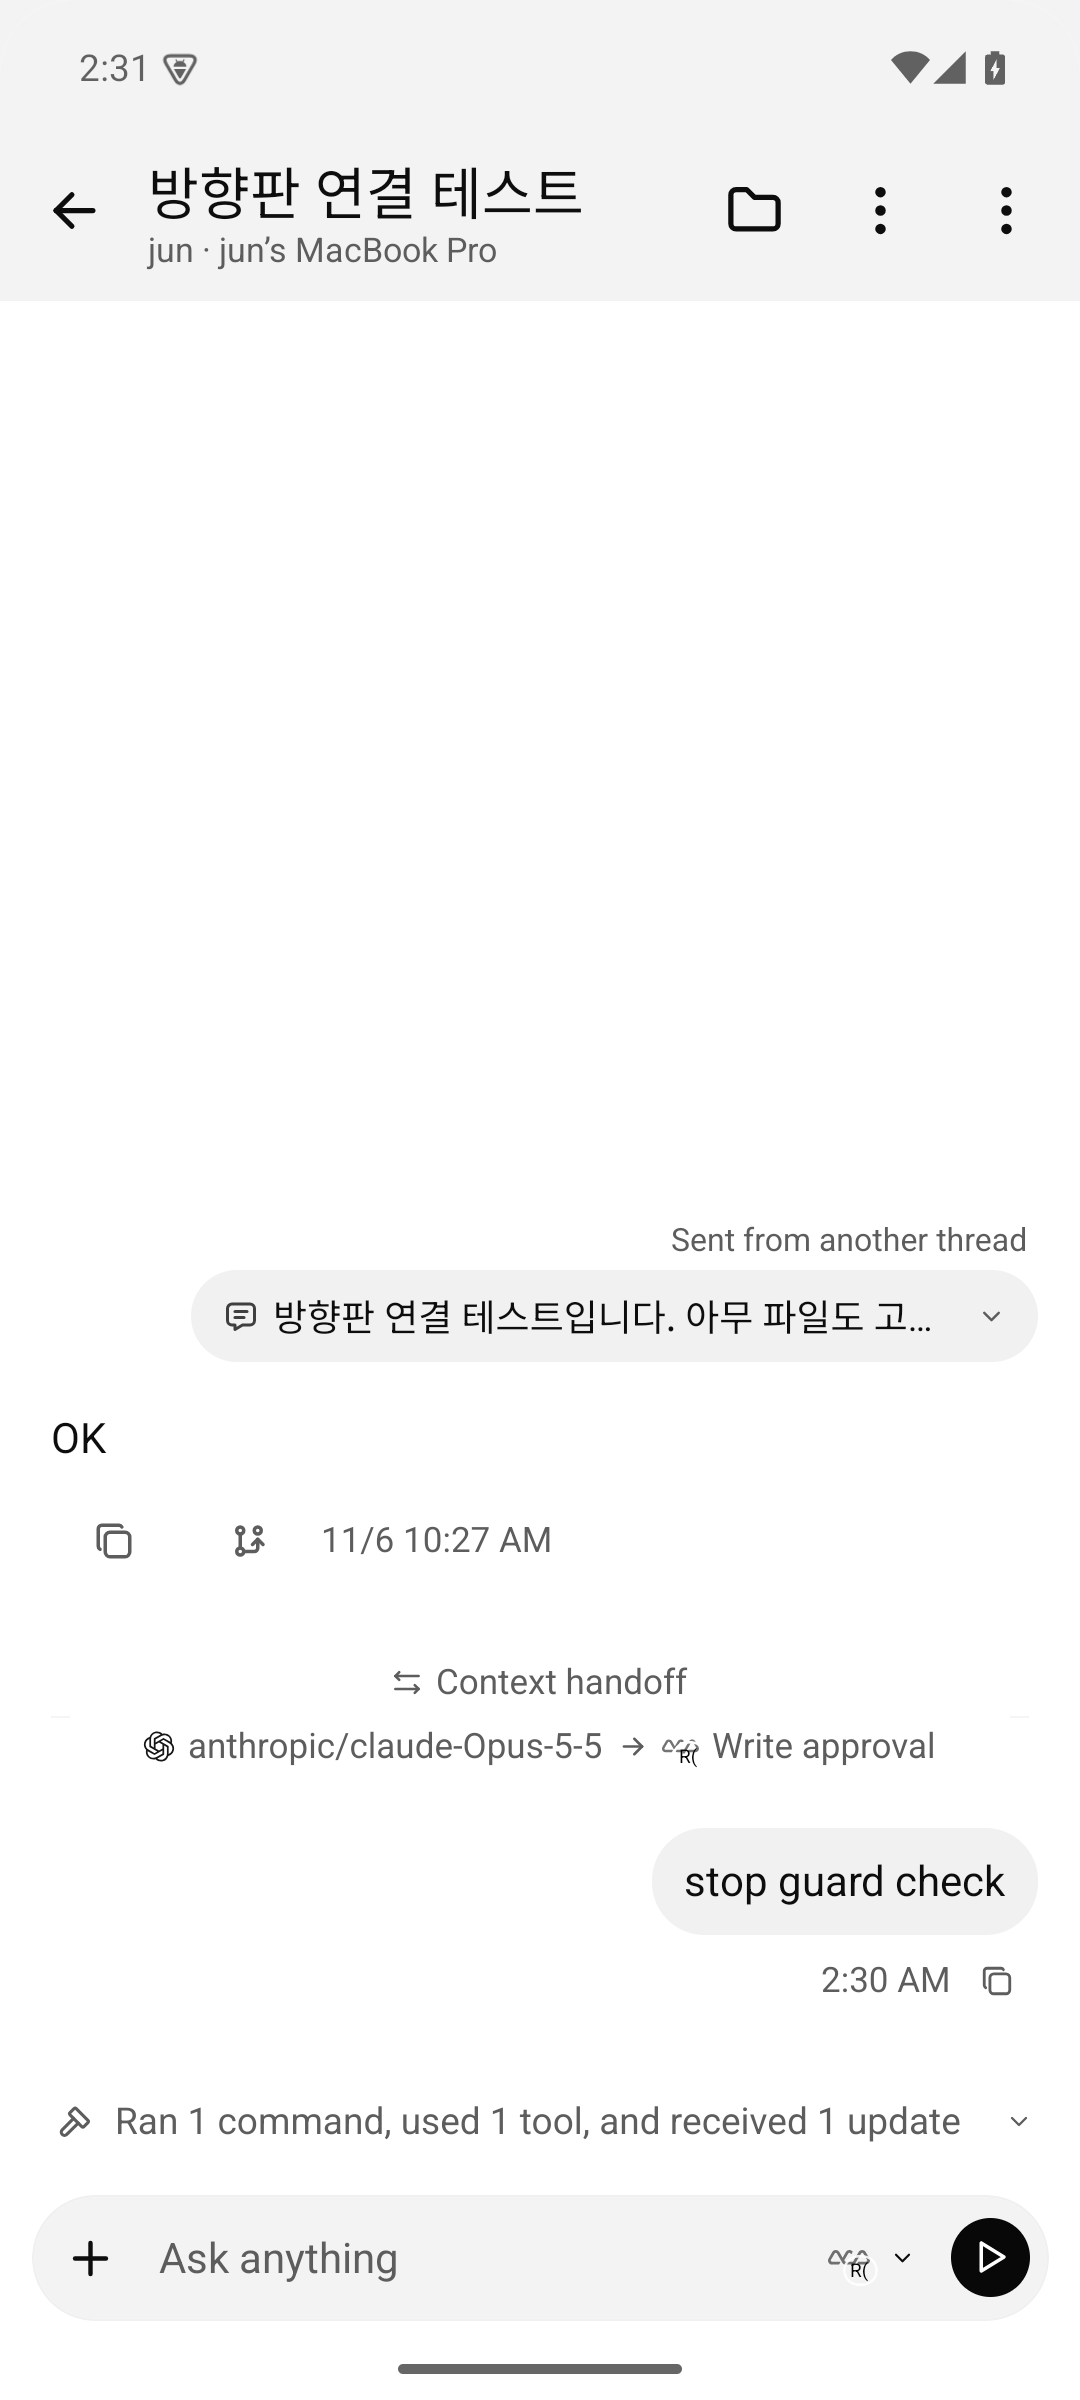 2:31
방향판 연결 테스트
jun · jun’s MacBook Pro
Sent from another thread
방향판 연결 테스트입니다. 아무 파일도 고...
OK
11/6 10:27 AM
Context handoff
anthropic/claude-Opus-5-5 → R( Write approval
stop guard check
2:30 AM
Ran 1 command, used 1 tool, and received 1 update
Ask anything R(